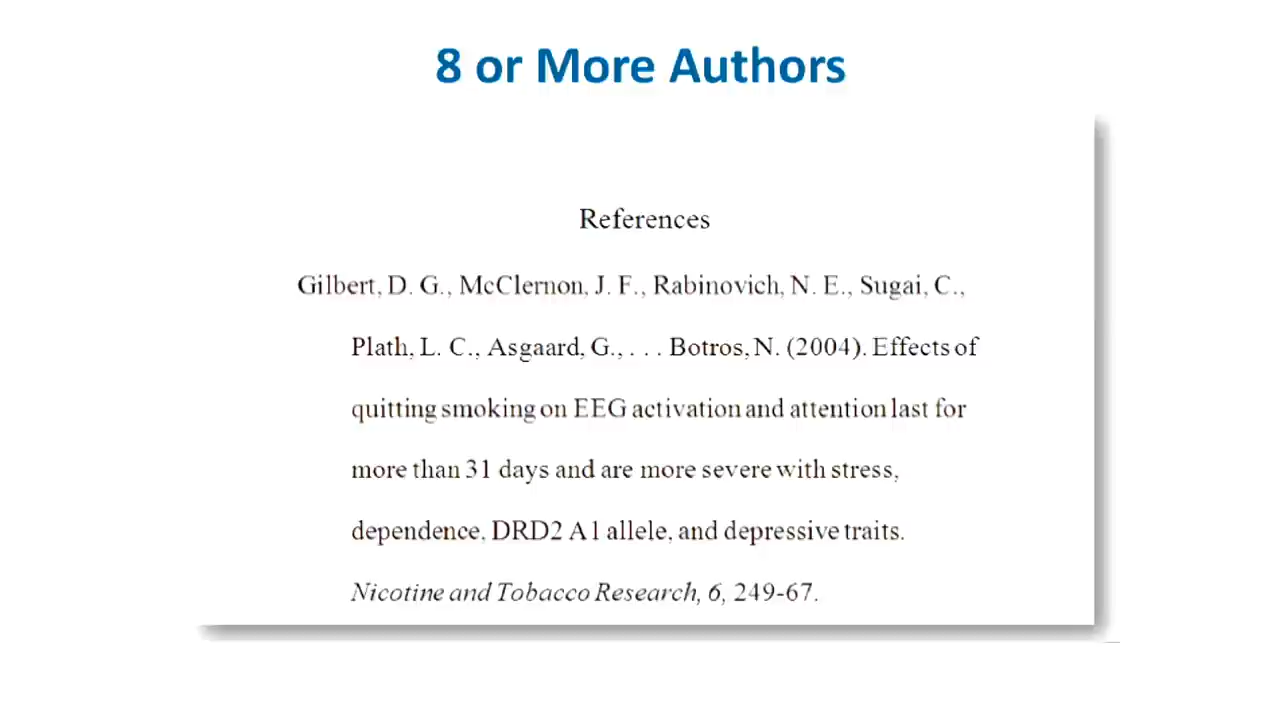 8 or More Authors
References
Gilbert, D. G., McClernon, J. F., Rabinovich, N. E., Sugai, C.,
Plath, L. C., Asgaard, G., . . . Botros, N. (2004). Effects of
quitting smoking on EEG activation and attention last for
more than 31 days and are more severe with stress,
dependence, DRD2 A1 allele, and depressive traits.
Nicotine and Tobacco Research, 6, 249-67.